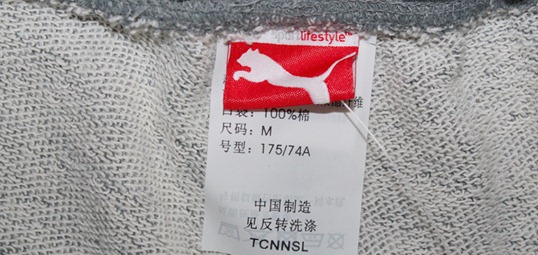 lifestyle™
口袋：100%棉
尺码：M
号型：175/74A
中国制造
见反转洗涤
TCNNSL